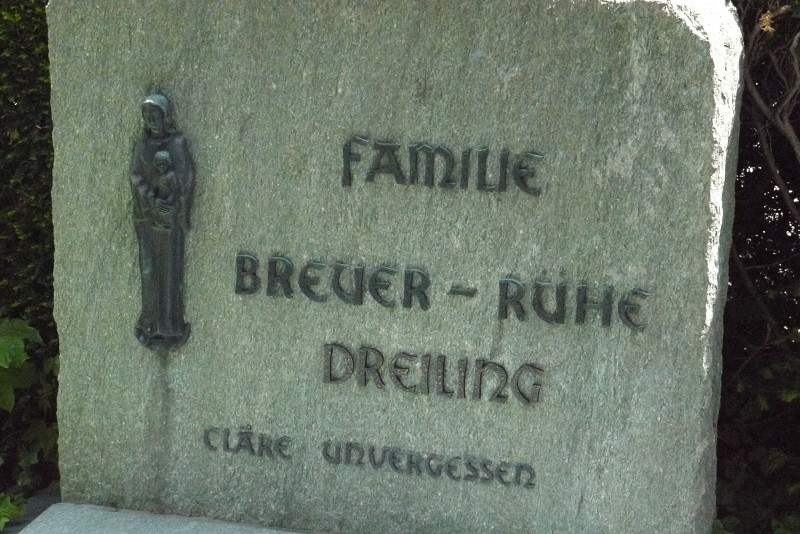 FAMILIE
BREUER - RÜHE
DREILING
CLÄRE UNVERGESSEN